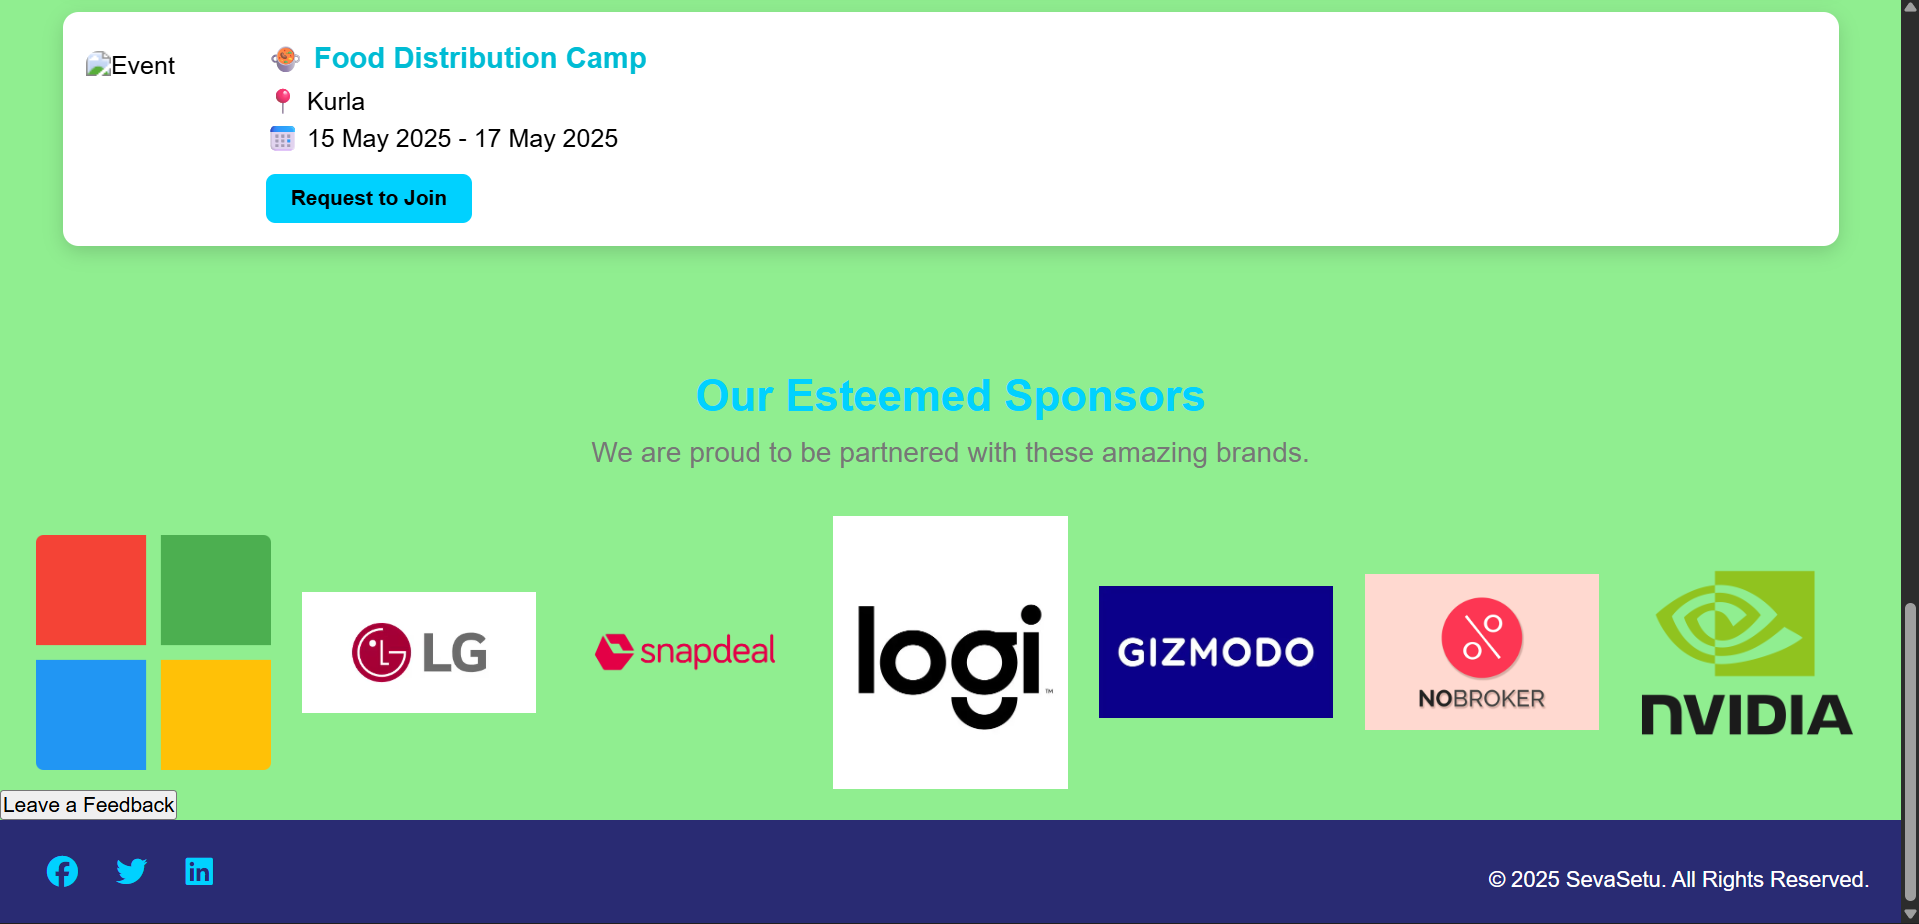 Event
Food Distribution Camp
Kurla
15 May 2025 - 17 May 2025
Request to Join
Our Esteemed Sponsors
We are proud to be partnered with these amazing brands.
LG
snapdeal
logi™
GIZMODO
NOBROKER
NVIDIA
Leave a Feedback
© 2025 SevaSetu. All Rights Reserved.